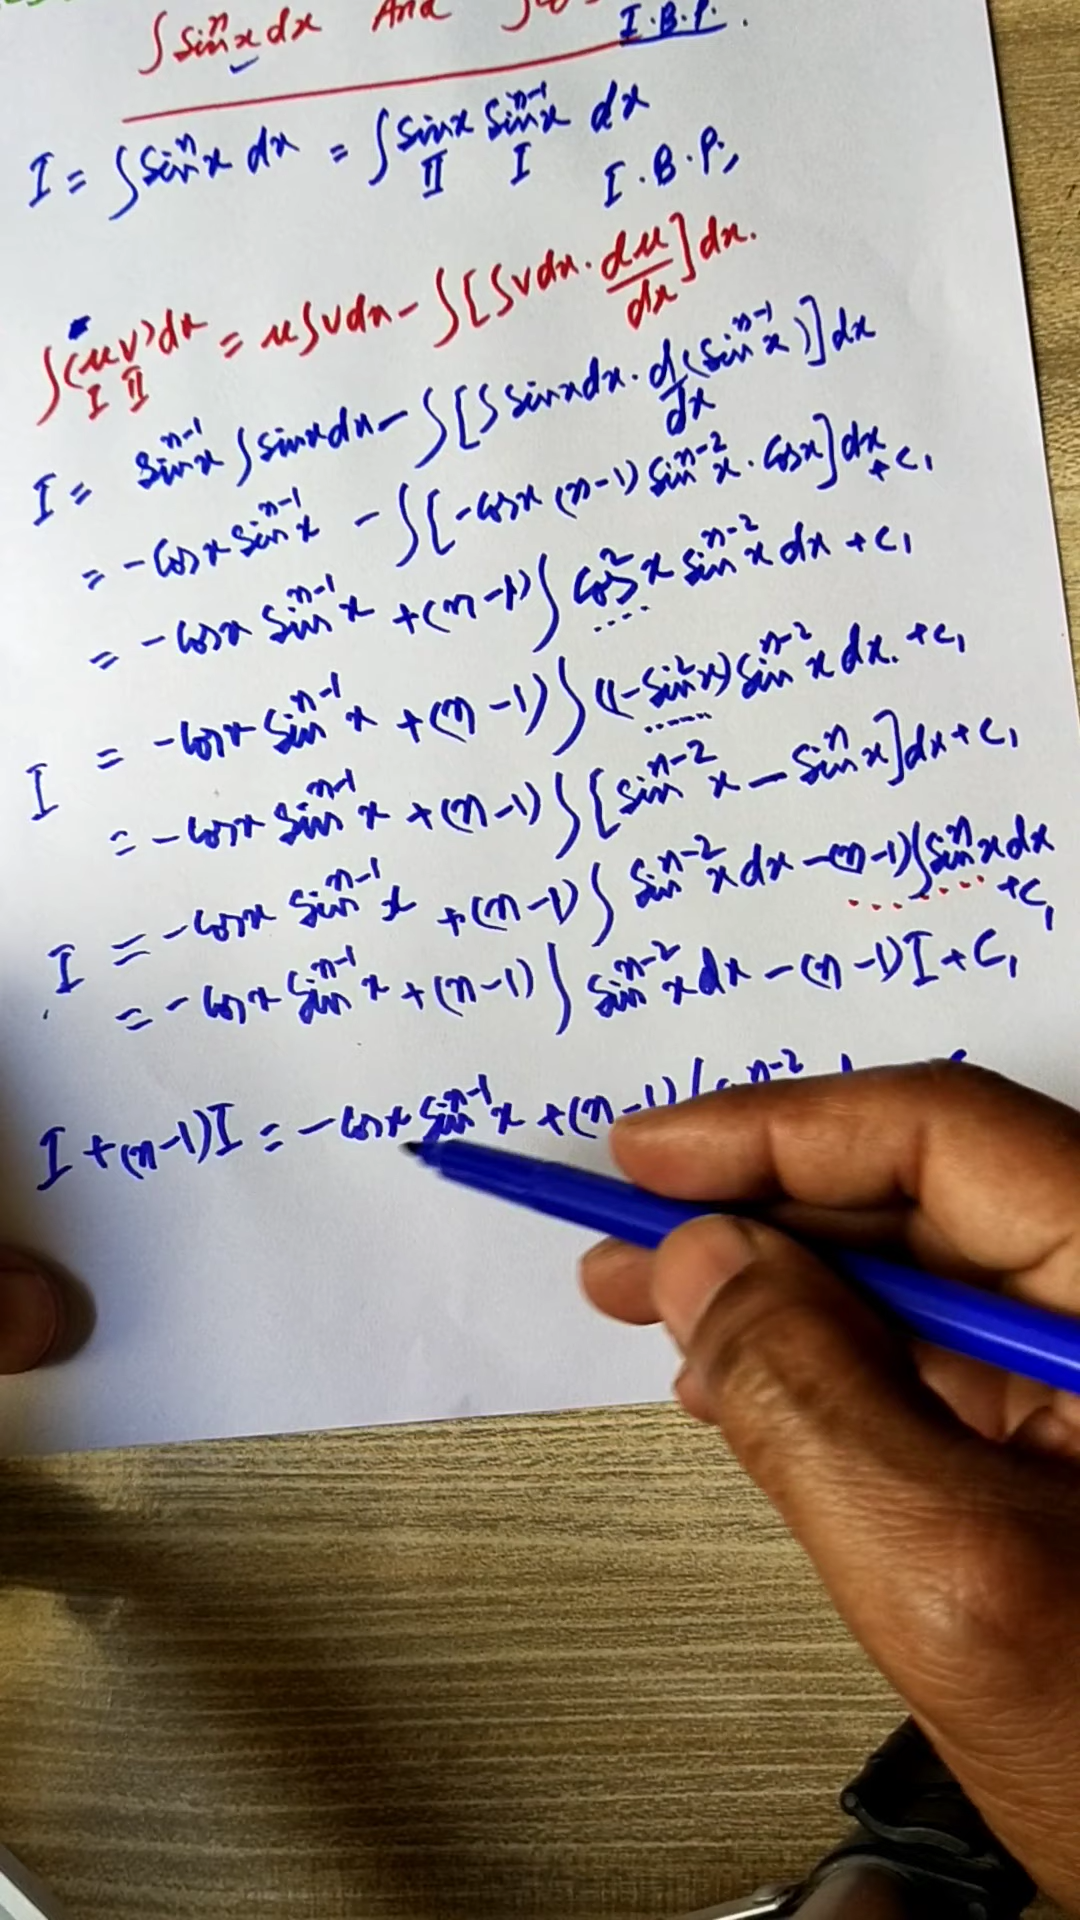 ∫sinⁿx dx And ∫
I.B.P.
I = ∫sinⁿx dx = ∫sinx sinⁿ⁻¹x dx
II I I.B.P,
∫(uv)dx = u∫vdx - ∫[∫vdx. du/dx]dx.
I II
I = sinⁿ⁻¹x ∫sinxdx - ∫[∫sinxdx. d/dx(sinⁿ⁻¹x)]dx
= -cosx sinⁿ⁻¹x - ∫[-cosx (n-1) sinⁿ⁻²x . cosx]dx + c₁
= -cosx sinⁿ⁻¹x + (n-1)∫cos²x sinⁿ⁻²x dx + c₁
= -cosx sinⁿ⁻¹x + (n-1)∫(1-sin²x) sinⁿ⁻²x dx. + c₁
I = -cosx sinⁿ⁻¹x + (n-1)∫[sinⁿ⁻²x - sinⁿx]dx + c₁
I = -cosx sinⁿ⁻¹x + (n-1)∫sinⁿ⁻²x dx - (n-1)∫sinⁿx dx + c₁
= -cosx sinⁿ⁻¹x + (n-1)∫sinⁿ⁻²x dx - (n-1)I + C₁
I + (n-1)I = -cosx sinⁿ⁻¹x + (n-1)∫ n-2